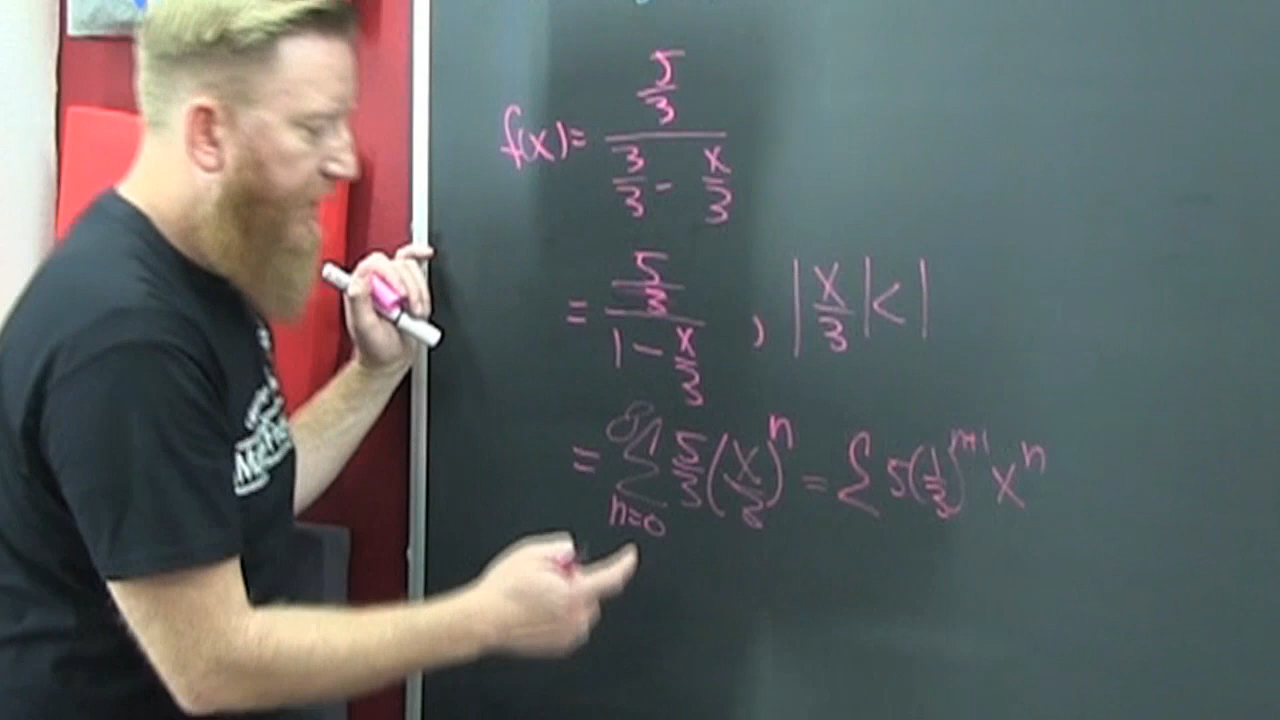 f(x) = (5/3)/(3/3 - x/3)
= (5/3)/(1 - x/3) , |x/3| < 1
= ∑_{n=0}^{∞} 5/3 (x/3)^n = ∑ 5(1/3)^{n+1} x^n